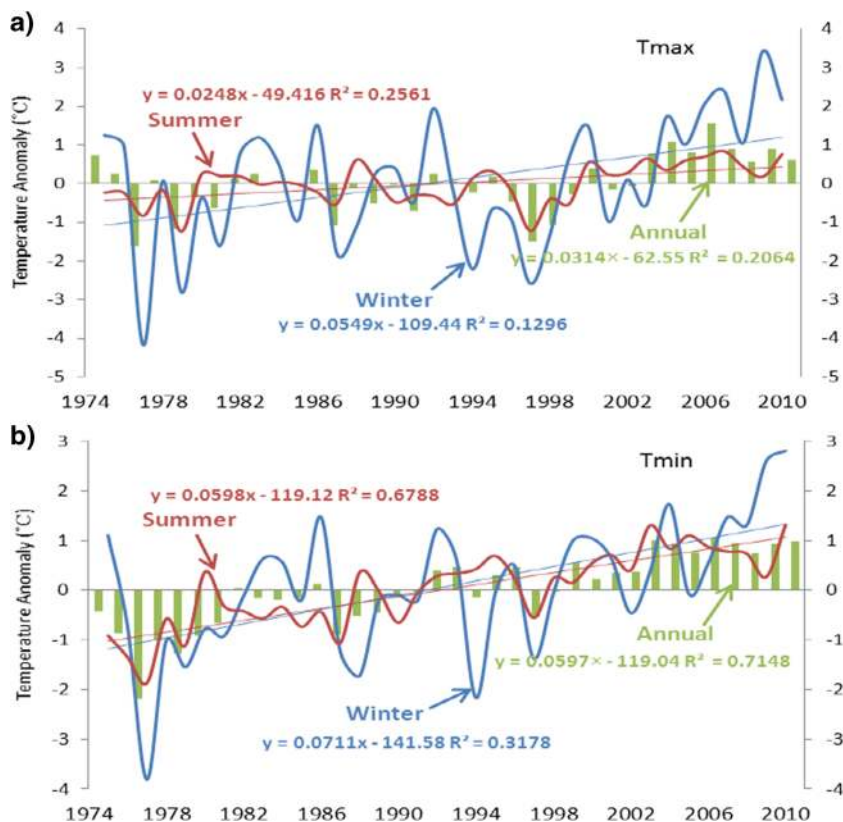 a)
Tmax
Temperature Anomaly (°C)
4
3
2
1
0
-1
-2
-3
-4
-5
4
3
2
1
0
-1
-2
-3
-4
-5
y = 0.0248x - 49.416 R² = 0.2561
Summer
Annual
y = 0.0314× - 62.55 R² = 0.2064
Winter
y = 0.0549x - 109.44 R² = 0.1296
1974 1978 1982 1986 1990 1994 1998 2002 2006 2010
b)
Tmin
Temperature Anomaly (°C)
3
2
1
0
-1
-2
-3
-4
3
2
1
0
-1
-2
-3
-4
y = 0.0598x - 119.12 R² = 0.6788
Summer
Annual
y = 0.0597× - 119.04 R² = 0.7148
Winter
y = 0.0711x - 141.58 R² = 0.3178
1974 1978 1982 1986 1990 1994 1998 2002 2006 2010